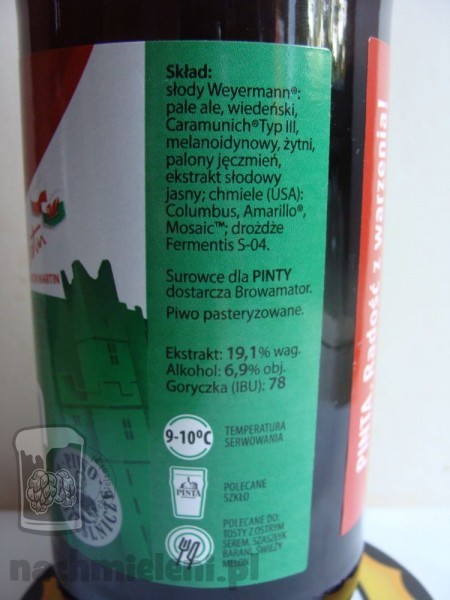 Skład:
słody Weyermann®:
pale ale, wiedeński,
Caramunich® Typ III,
melanoidynowy, żytni,
palony jęczmień,
ekstrakt słodowy
jasny; chmiele (USA):
Columbus, Amarillo®,
Mosaic™; drożdże
Fermentis S-04.
Surowce dla PINTY
dostarcza Browamator.
Piwo pasteryzowane.
Ekstrakt: 19,1% wag.
Alkohol: 6,9% obj.
Goryczka (IBU): 78
9-10°C
TEMPERATURA
SERWOWANIA
PINTA
POLECANE
SZKŁO
POLECANE DO:
TOSTY Z OSTRYM
SEREM, SZASZŁYK
BARANI, ŚWIEŻY
MELON
MARTIN
PIWO
PINTA. Radość z warzenia!
nachmieleni.pl